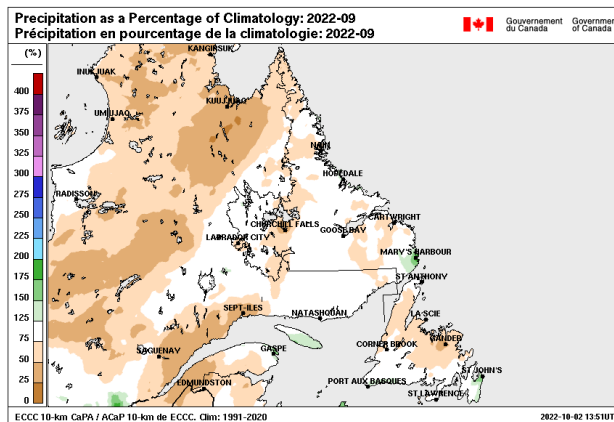 Precipitation as a Percentage of Climatology: 2022-09
Précipitation en pourcentage de la climatologie: 2022-09
Gouvernement du Canada
Government of Canada
(%)
400
375
350
325
300
275
250
225
200
175
150
125
75
50
25
0
KANGIRSUK
INUKJUAK
KUUJJUAQ
UMIUJAQ
NAIN
HOPEDALE
RADISSON
CARTWRIGHT
CHURCHILL FALLS
GOOSE BAY
LABRADOR CITY
MARY'S HARBOUR
ST ANTHONY
SEPT-ILES
NATASHQUAN
LA SCIE
GANDER
CORNER BROOK
GASPE
SAGUENAY
ST JOHN'S
EDMUNDSTON
PORT AUX BASQUES
ST LAWRENCE
ECCC 10-km CaPA / ACaP 10-km de ECCC. Clim: 1991-2020
2022-10-02 13:51UT